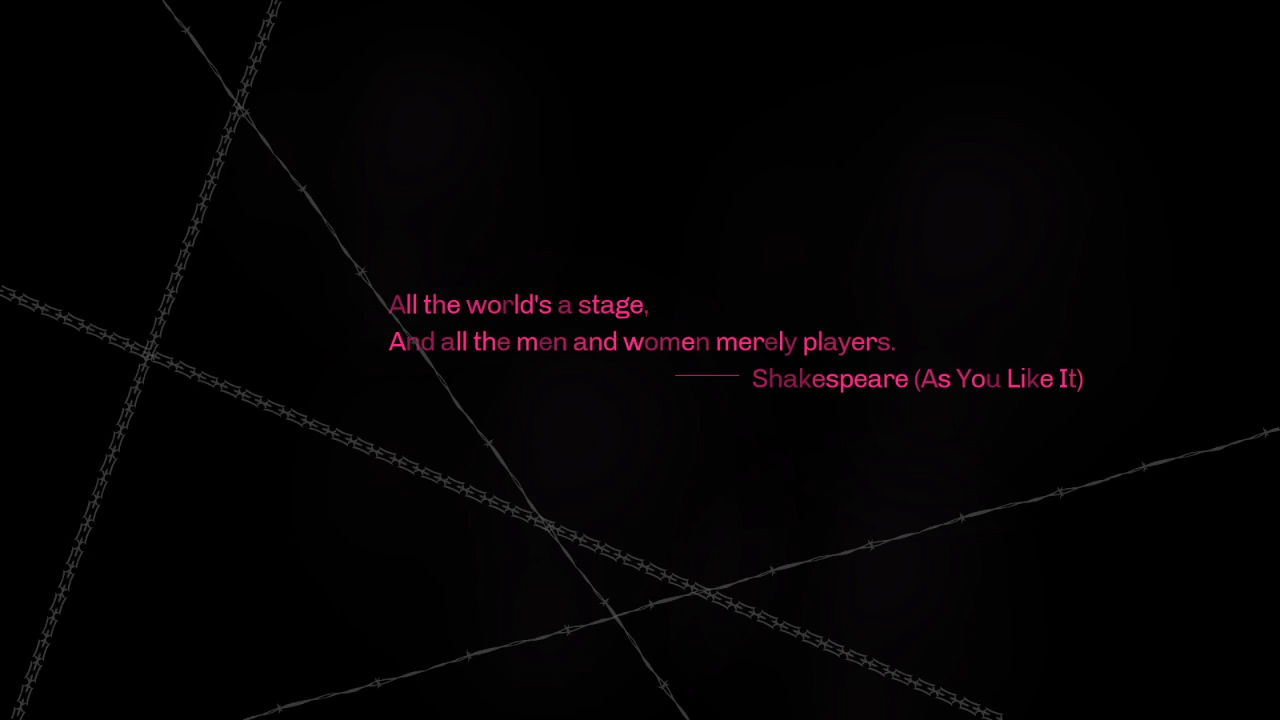 All the world's a stage,
And all the men and women merely players.
Shakespeare (As You Like It)